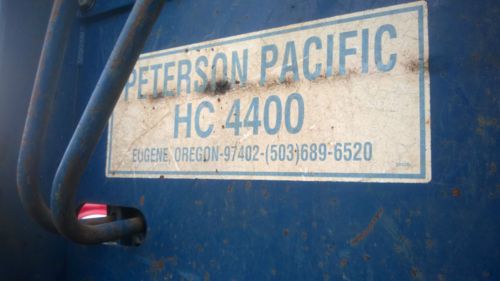 PETERSON PACIFIC
HC 4400
EUGENE, OREGON-97402-(503)689-6520